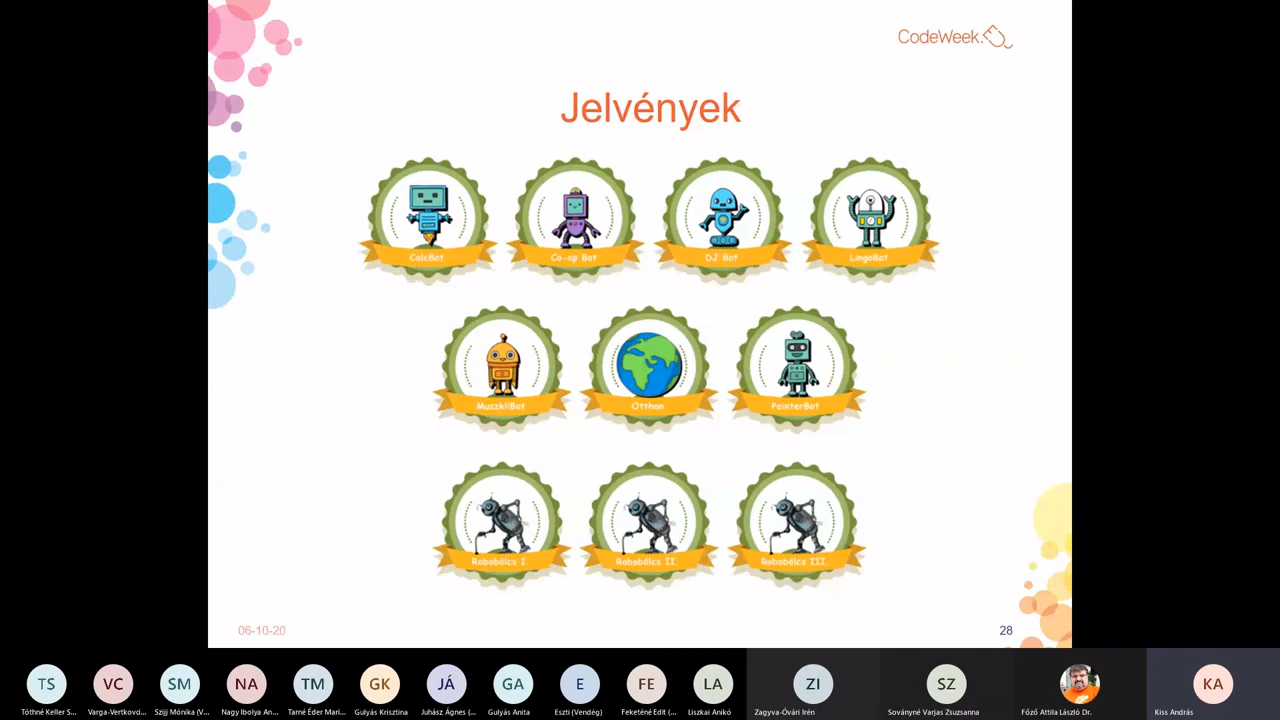 CodeWeek.
Jelvények
CalcBot
Co-op Bot
DJ Bot
LingoBot
MuszkliBot
Otthon
PainterBot
Robobölcs I.
Robobölcs II.
Robobölcs III.
06-10-20
28
TS
VC
SM
NA
TM
GK
JÁ
GA
E
FE
LA
ZI
SZ
KA
Tóthné Keller S...
Varga-Vertkovd...
Szijj Mónika (V...
Nagy Ibolya An...
Tarné Éder Mari...
Gulyás Krisztina
Juhász Ágnes (...
Gulyás Anita
Eszti (Vendég)
Feketéné Edit (...
Liszkai Anikó
Zagyva-Óvári Irén
Soványné Varjas Zsuzsanna
Főző Attila László Dr.
Kiss András